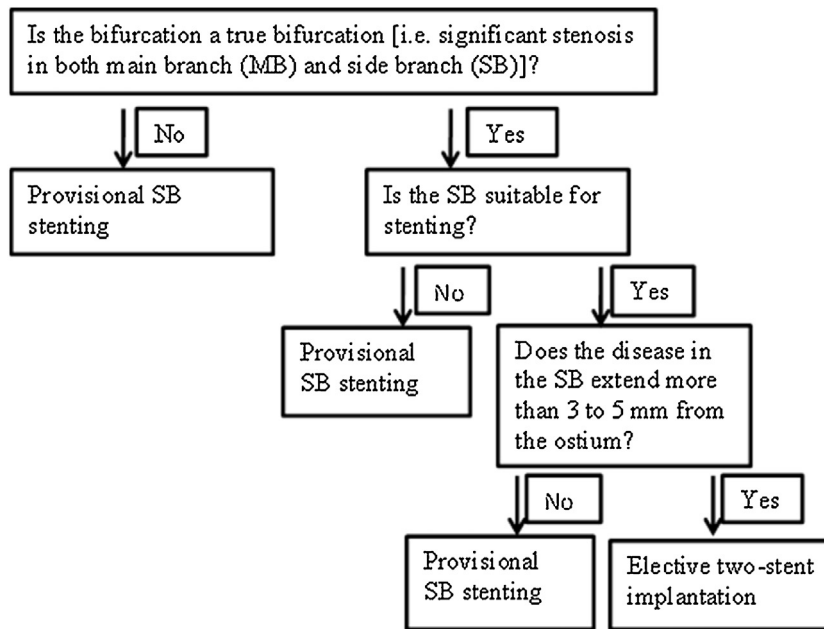 Is the bifurcation a true bifurcation [i.e. significant stenosis
in both main branch (MB) and side branch (SB)]?
No
Yes
Provisional SB
stenting
Is the SB suitable for
stenting?
No
Yes
Provisional
SB stenting
Does the disease in
the SB extend more
than 3 to 5 mm from
the ostium?
No
Yes
Provisional
SB stenting
Elective two-stent
implantation